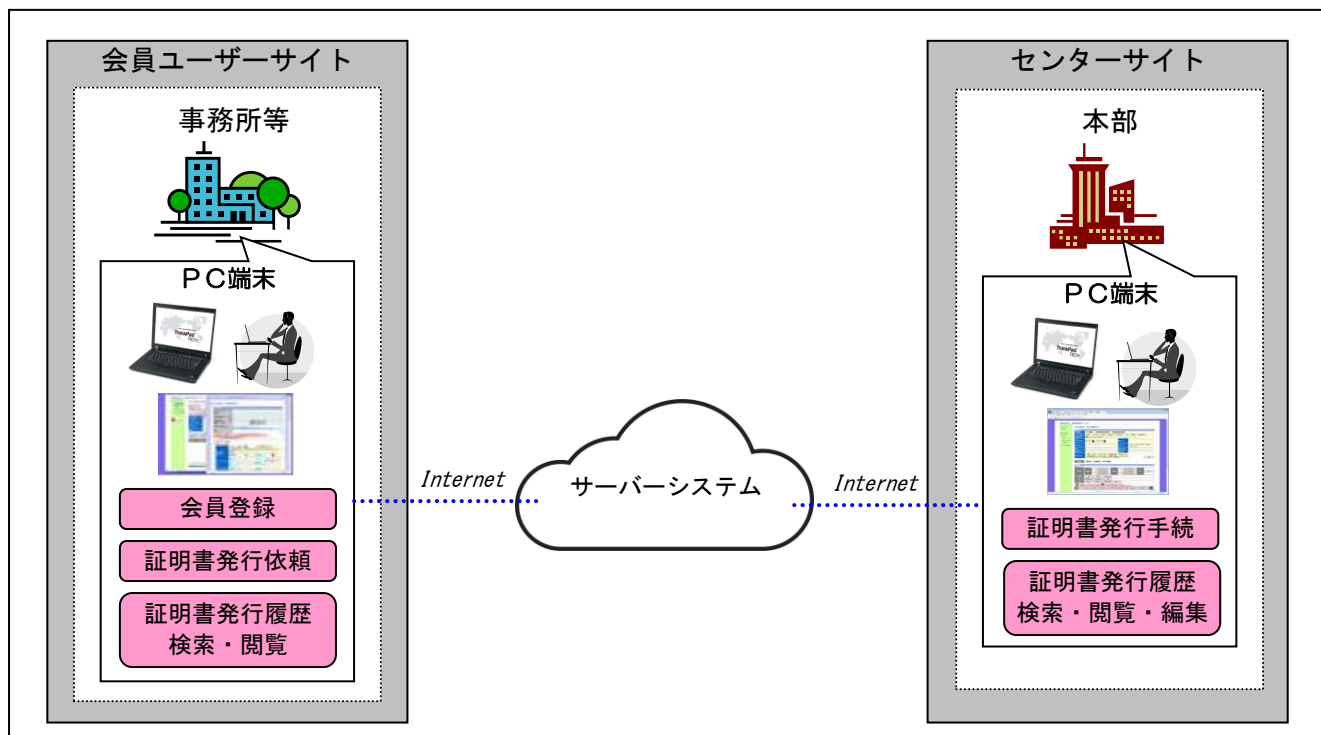 会員ユーザーサイト
事務所等
PC端末
ThinkPad
会員登録
証明書発行依頼
証明書発行履歴
検索・閲覧
Internet
サーバーシステム
Internet
センターサイト
本部
PC端末
ThinkPad
証明書発行手続
証明書発行履歴
検索・閲覧・編集